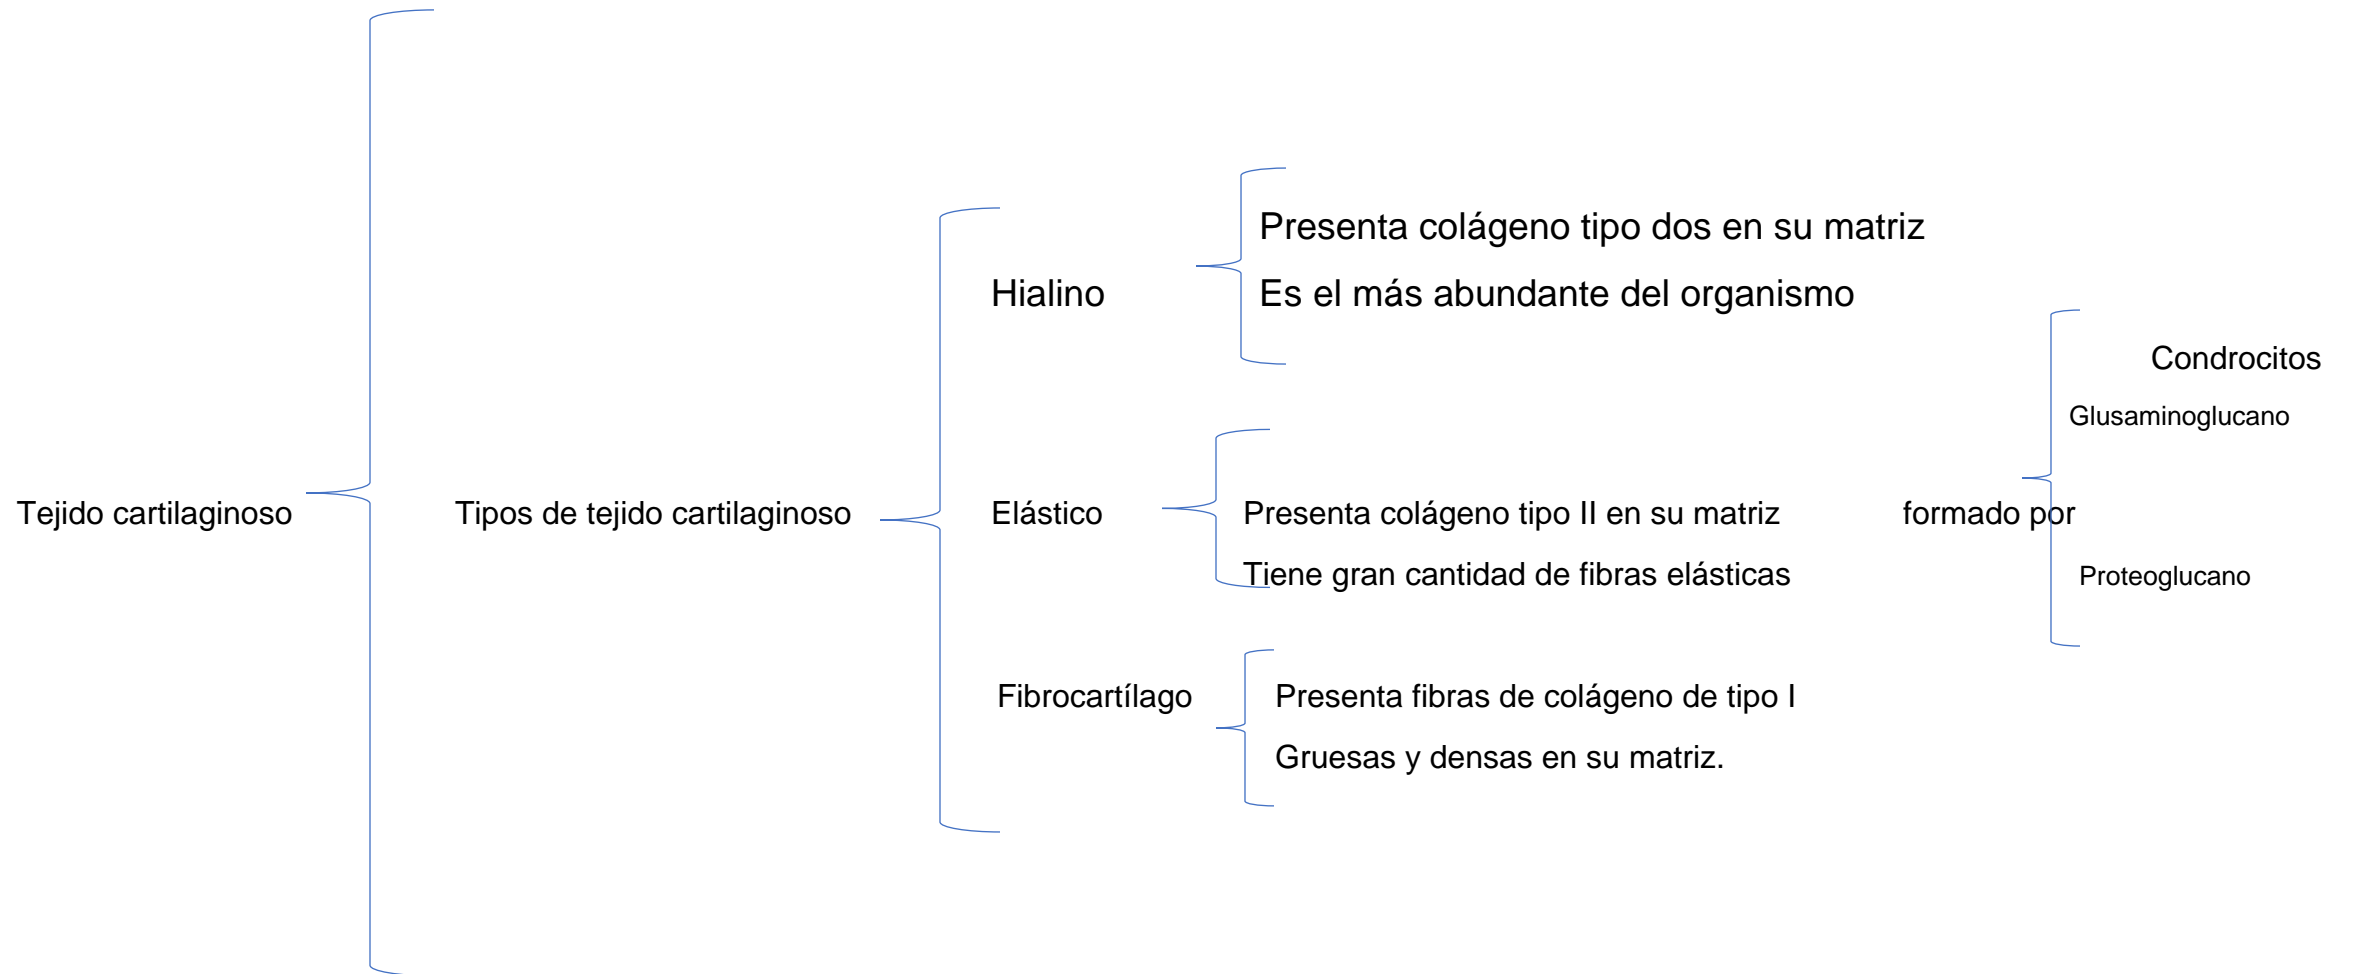 Presenta colágeno tipo dos en su matriz
Hialino
Es el más abundante del organismo
Condrocitos
Glusaminoglucano
Tejido cartilaginoso
Tipos de tejido cartilaginoso
Elástico
Presenta colágeno tipo II en su matriz
formado por
Tiene gran cantidad de fibras elásticas
Proteoglucano
Fibrocartílago
Presenta fibras de colágeno de tipo I
Gruesas y densas en su matriz.